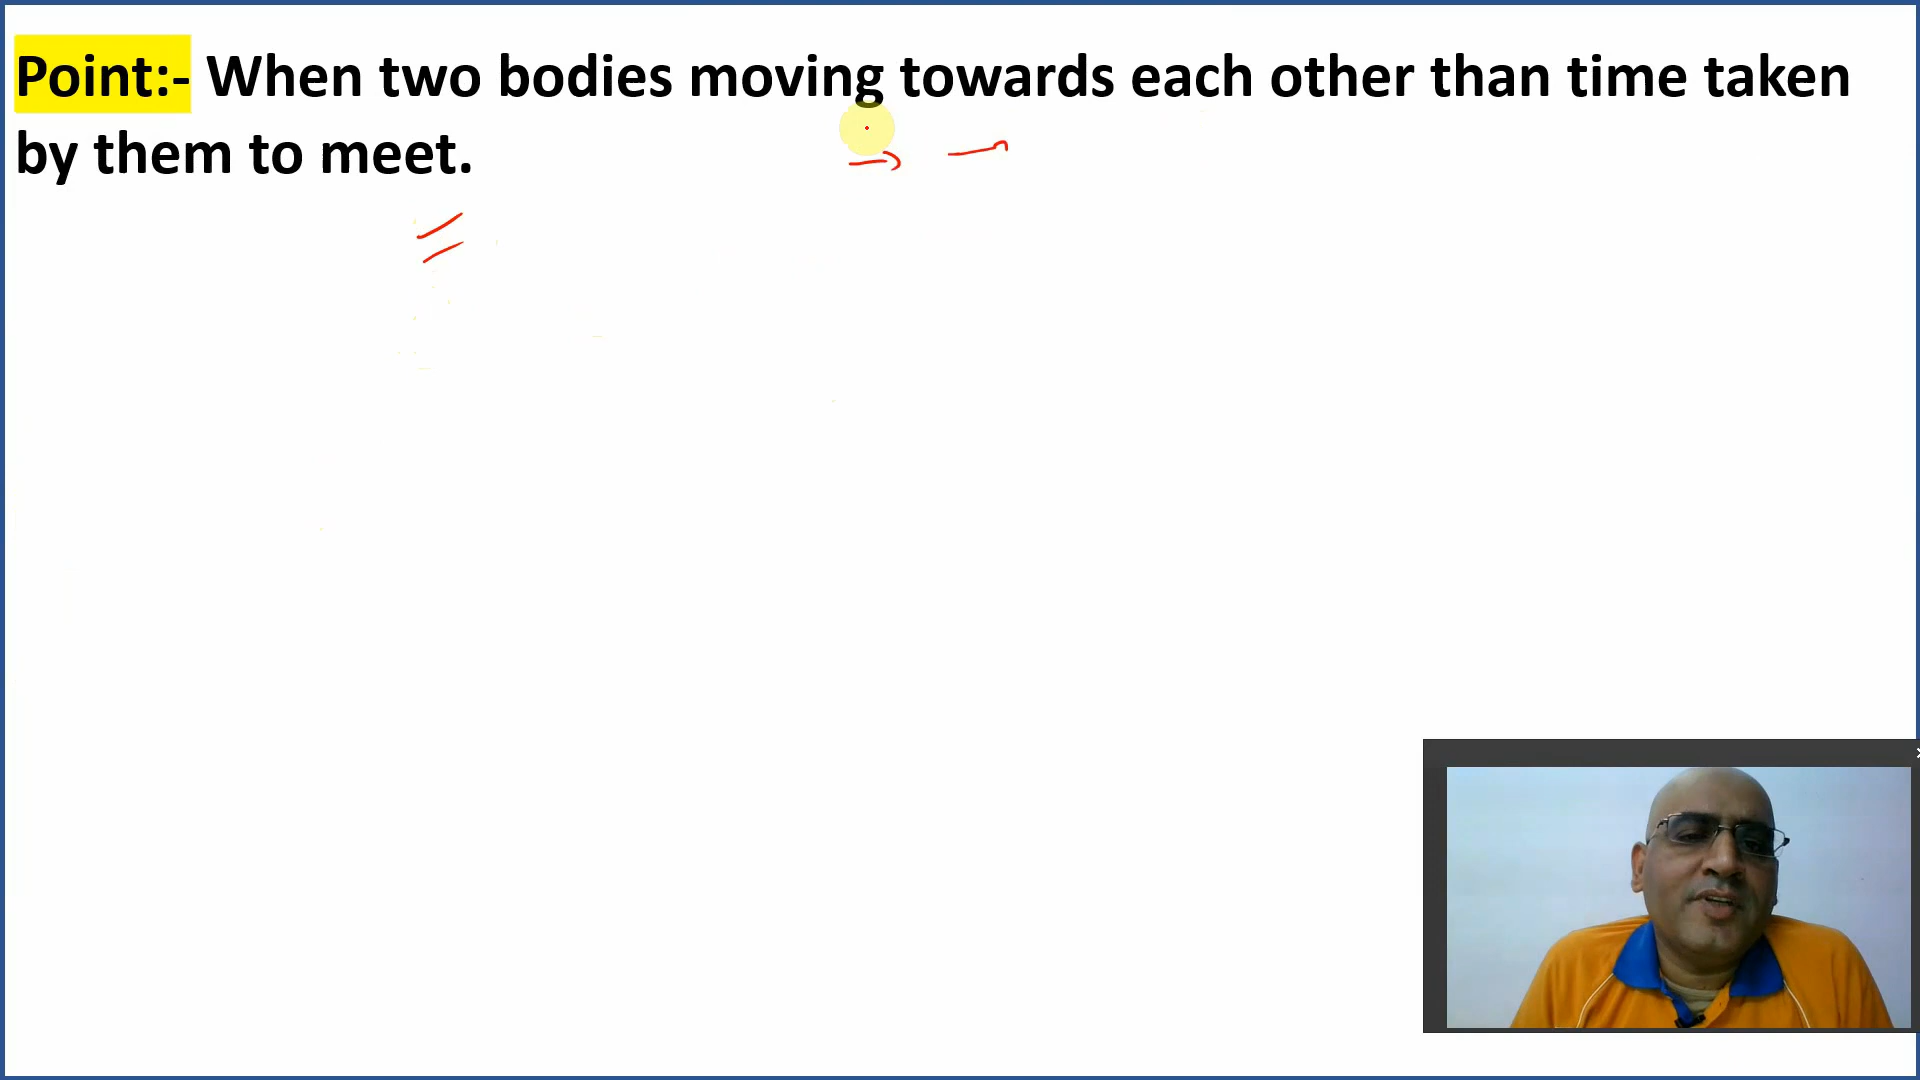 Point:- When two bodies moving towards each other than time taken
by them to meet.